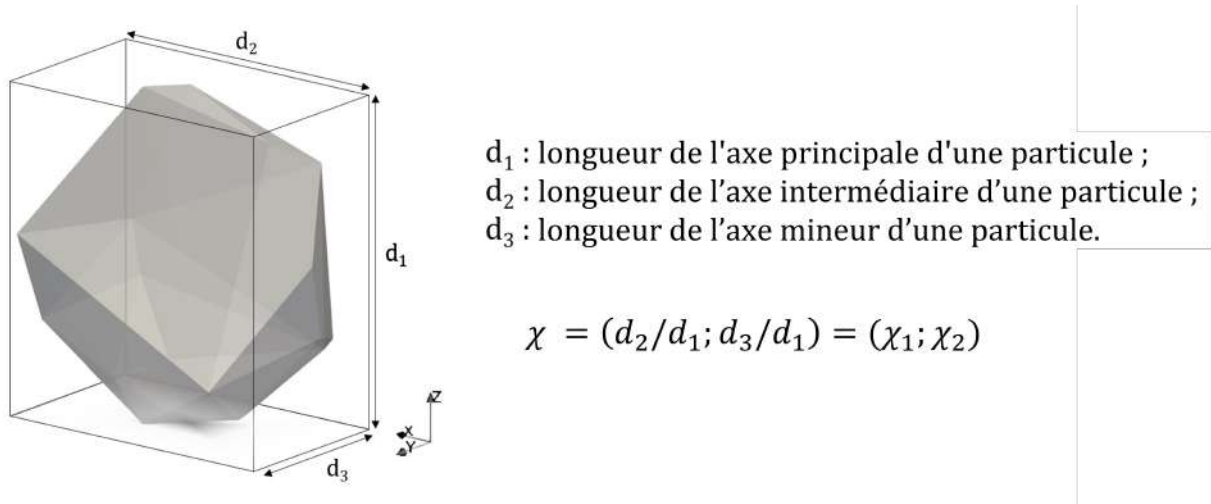 d₂
d₁
d₃
Z
X
Y
d₁ : longueur de l'axe principale d'une particule ;
d₂ : longueur de l’axe intermédiaire d’une particule ;
d₃ : longueur de l’axe mineur d’une particule.
χ = (d₂/d₁; d₃/d₁) = (χ₁; χ₂)